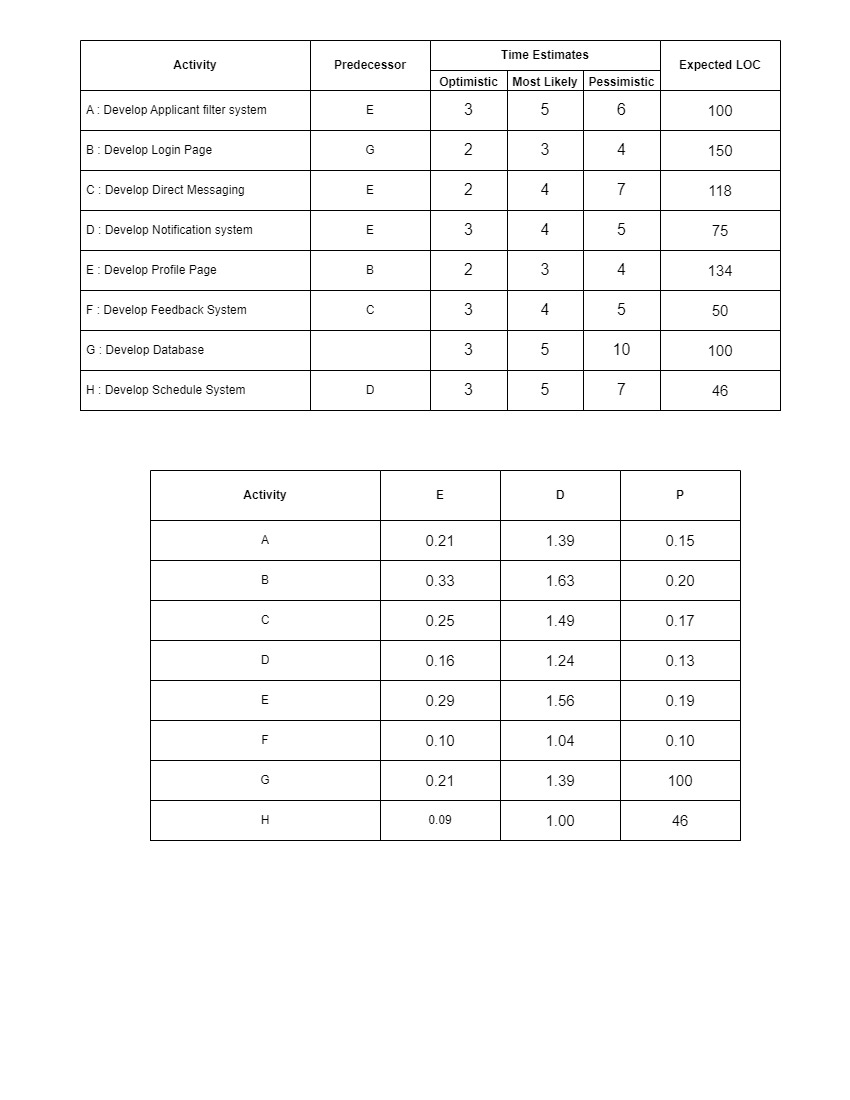 Activity Predecessor Time Estimates Expected LOC
Optimistic Most Likely Pessimistic
A : Develop Applicant filter system E 3 5 6 100
B : Develop Login Page G 2 3 4 150
C : Develop Direct Messaging E 2 4 7 118
D : Develop Notification system E 3 4 5 75
E : Develop Profile Page B 2 3 4 134
F : Develop Feedback System C 3 4 5 50
G : Develop Database 3 5 10 100
H : Develop Schedule System D 3 5 7 46
Activity E D P
A 0.21 1.39 0.15
B 0.33 1.63 0.20
C 0.25 1.49 0.17
D 0.16 1.24 0.13
E 0.29 1.56 0.19
F 0.10 1.04 0.10
G 0.21 1.39 100
H 0.09 1.00 46